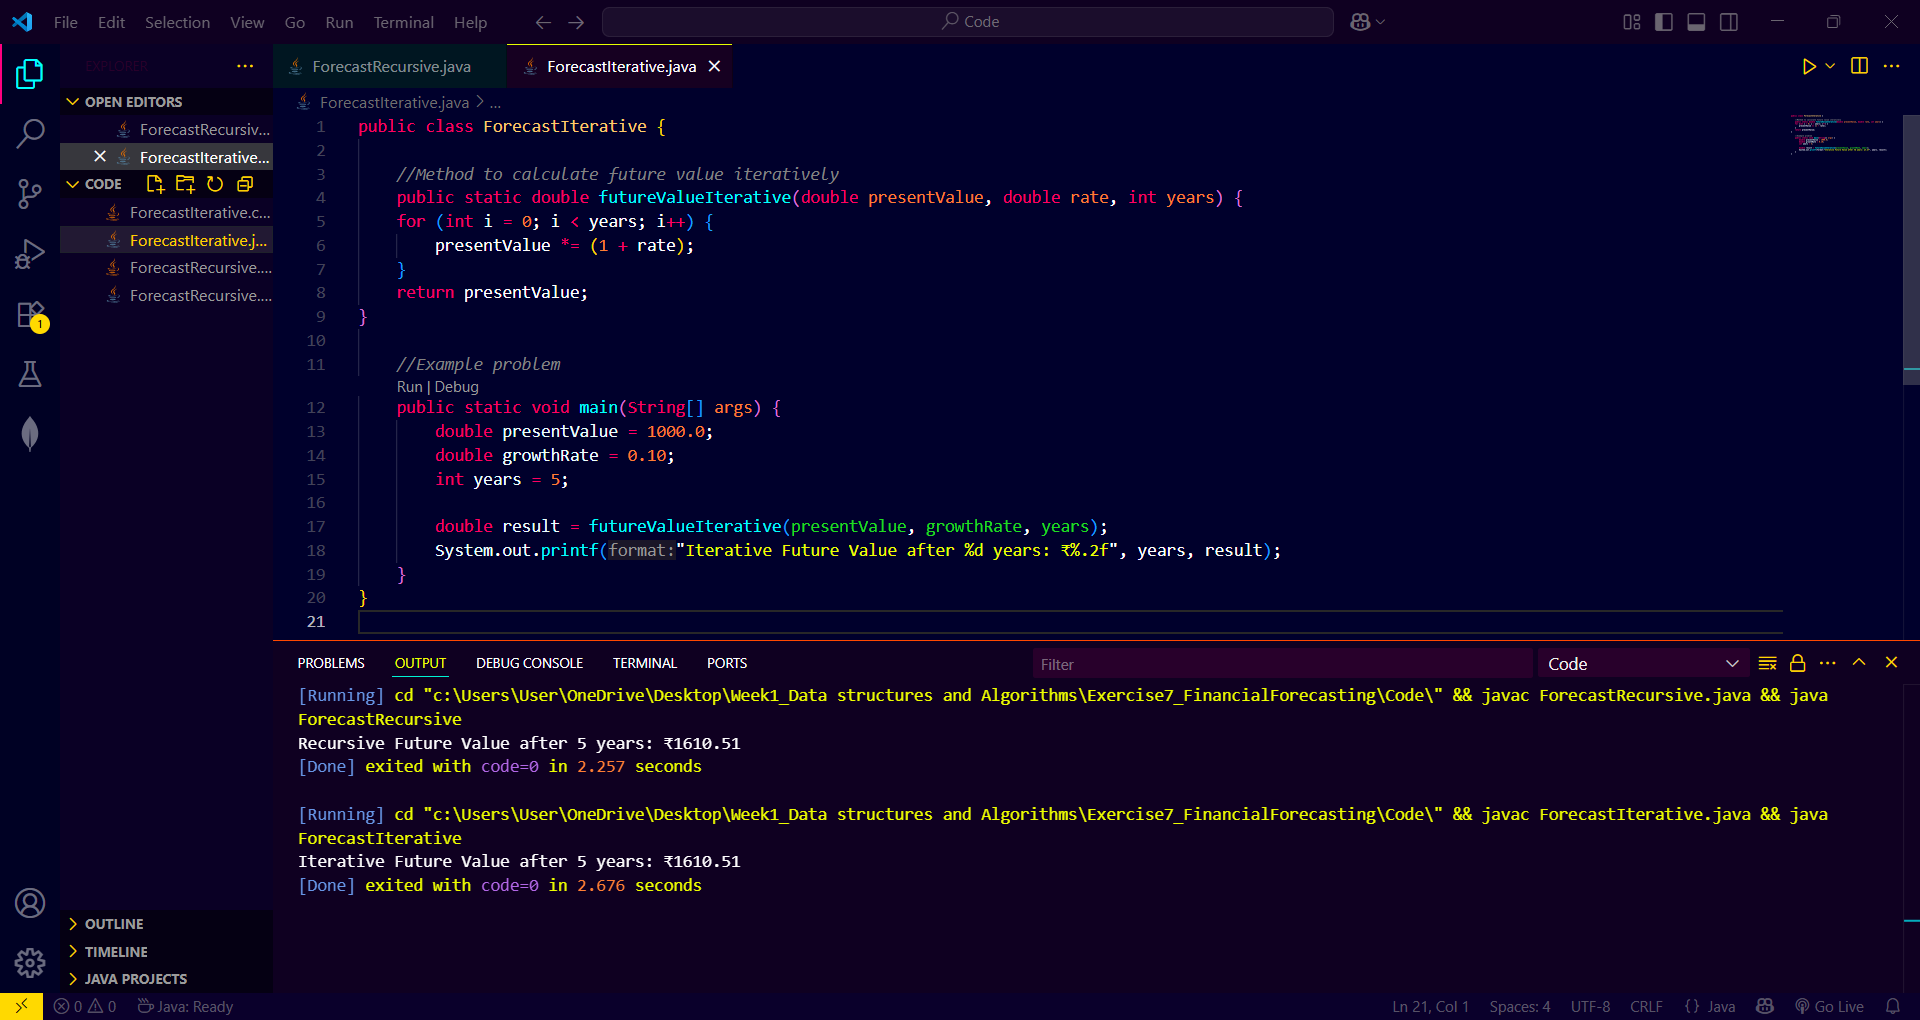 File Edit Selection View Go Run Terminal Help Code
EXPLORER
OPEN EDITORS
ForecastRecursiv...
ForecastIterative...
CODE
ForecastIterative.c...
ForecastIterative.j...
ForecastRecursive....
ForecastRecursive....
OUTLINE
TIMELINE
JAVA PROJECTS
1
ForecastRecursive.java ForecastIterative.java
ForecastIterative.java > ...
1 public class ForecastIterative {
2
3 //Method to calculate future value iteratively
4 public static double futureValueIterative(double presentValue, double rate, int years) {
5 for (int i = 0; i < years; i++) {
6 presentValue *= (1 + rate);
7 }
8 return presentValue;
9 }
10
11 //Example problem
Run | Debug
12 public static void main(String[] args) {
13 double presentValue = 1000.0;
14 double growthRate = 0.10;
15 int years = 5;
16
17 double result = futureValueIterative(presentValue, growthRate, years);
18 System.out.printf(format:"Iterative Future Value after %d years: ₹%.2f", years, result);
19 }
20 }
21
PROBLEMS OUTPUT DEBUG CONSOLE TERMINAL PORTS Filter Code
[Running] cd "c:\Users\User\OneDrive\Desktop\Week1_Data structures and Algorithms\Exercise7_FinancialForecasting\Code\" && javac ForecastRecursive.java && java
ForecastRecursive
Recursive Future Value after 5 years: ₹1610.51
[Done] exited with code=0 in 2.257 seconds
[Running] cd "c:\Users\User\OneDrive\Desktop\Week1_Data structures and Algorithms\Exercise7_FinancialForecasting\Code\" && javac ForecastIterative.java && java
ForecastIterative
Iterative Future Value after 5 years: ₹1610.51
[Done] exited with code=0 in 2.676 seconds
0 0 Java: Ready Ln 21, Col 1 Spaces: 4 UTF-8 CRLF {} Java Go Live